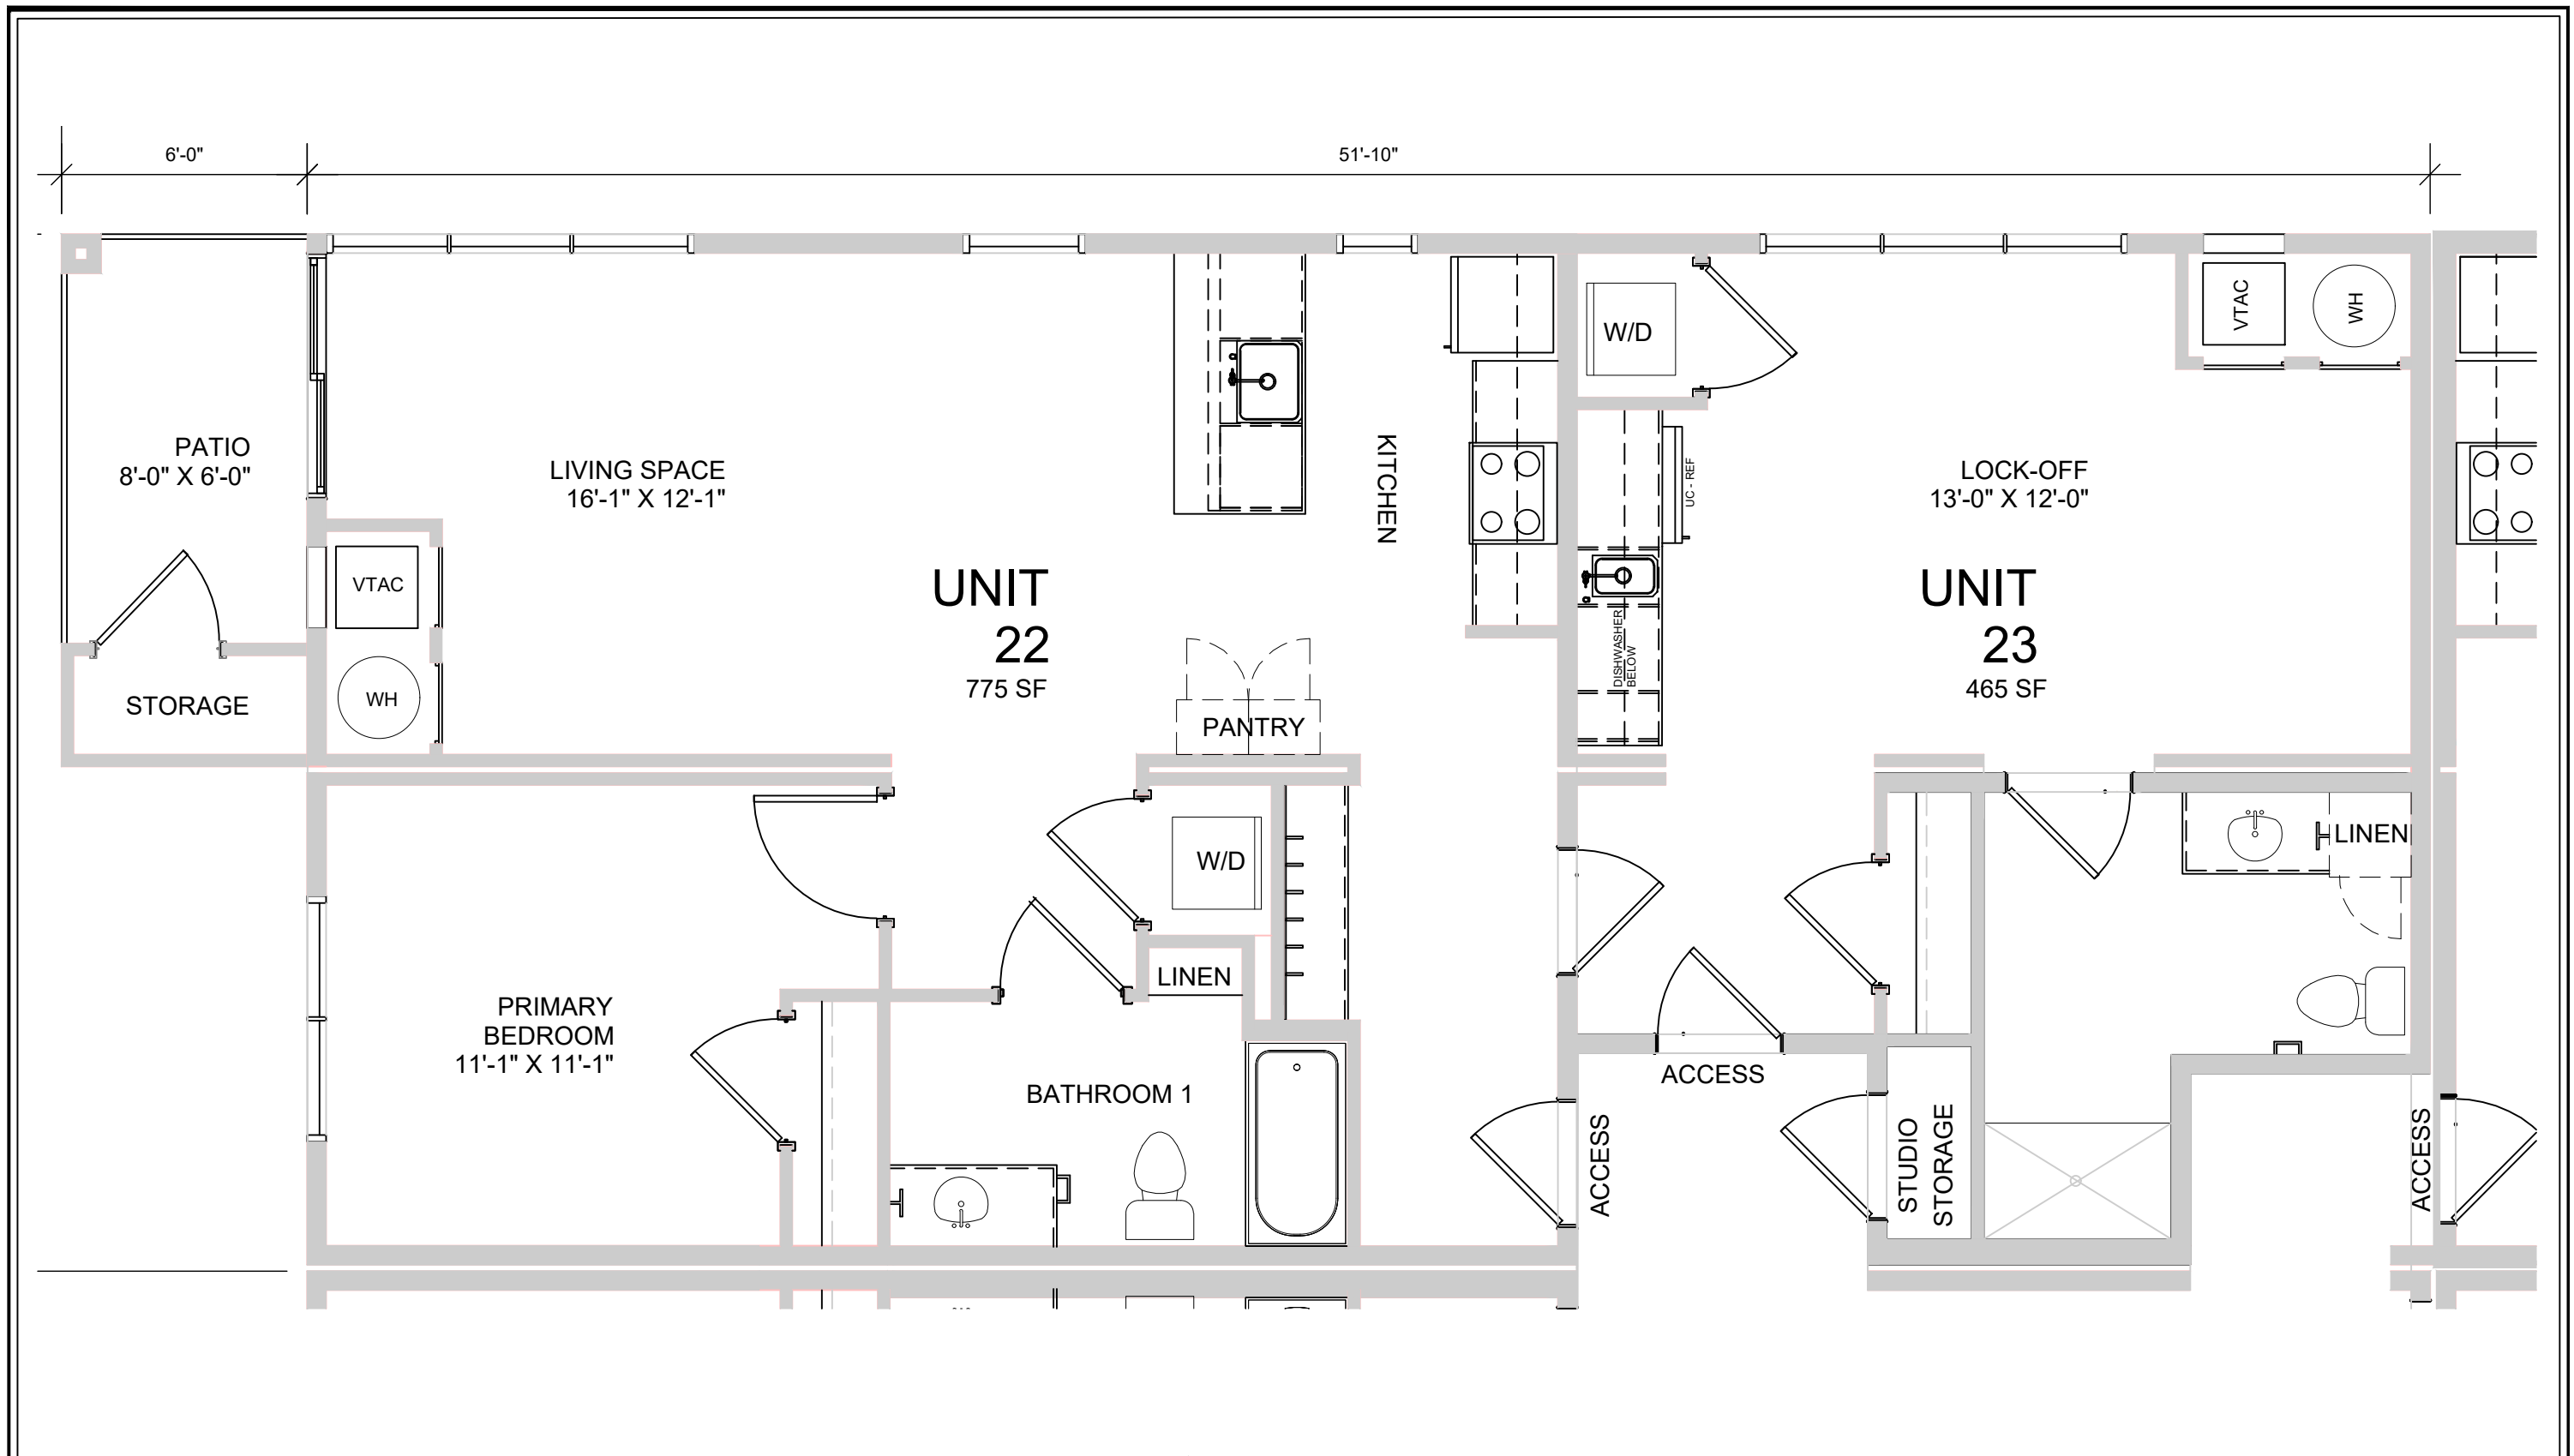 6'-0"
51'-10"
PATIO
8'-0" X 6'-0"
LIVING SPACE
16'-1" X 12'-1"
KITCHEN
W/D
UC - REF
LOCK-OFF
13'-0" X 12'-0"
VTAC
WH
VTAC
WH
STORAGE
UNIT
22
775 SF
PANTRY
DISHWASHER
BELOW
UNIT
23
465 SF
W/D
LINEN
LINEN
PRIMARY
BEDROOM
11'-1" X 11'-1"
BATHROOM 1
ACCESS
ACCESS
STUDIO
STORAGE
ACCESS